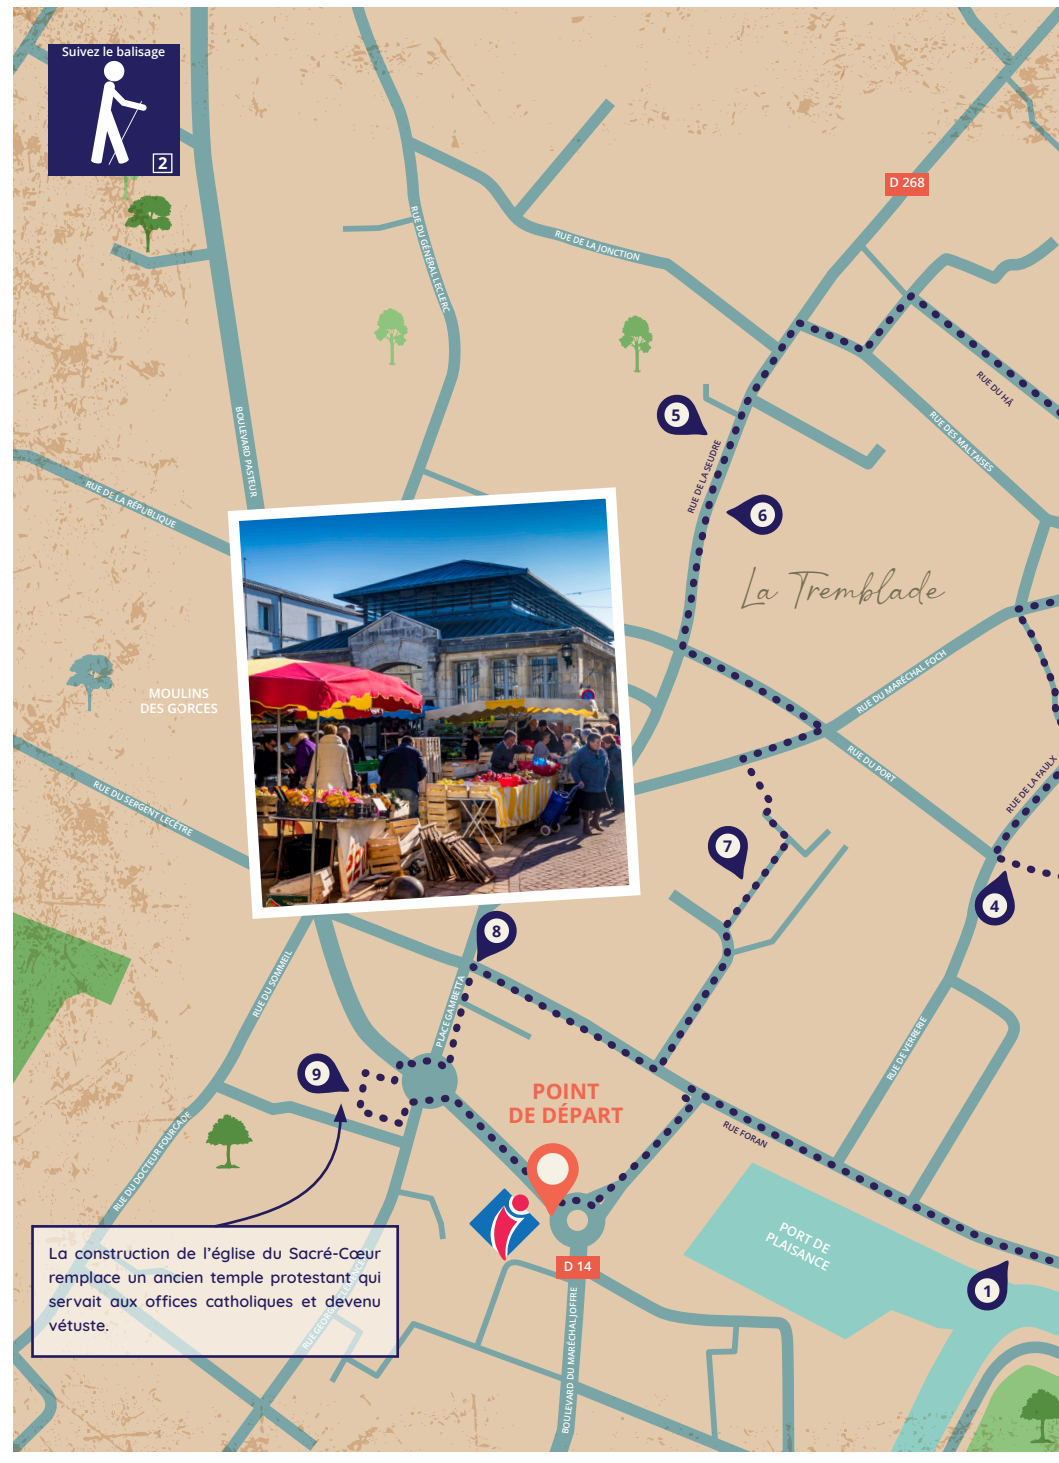 Suivez le balisage
2
D 268
RUE DU GÉNÉRAL LECLERC
RUE DE LA JONCTION
RUE DU HÂ
RUE DES MALTAISES
5
BOULEVARD PASTEUR
RUE DE LA SEUDRE
RUE DE LA RÉPUBLIQUE
6
La Tremblade
MOULINS
DES GORCES
RUE DU MARÉCHAL FOCH
RUE DU PORT
RUE DE LA FAULX
RUE DU SERGENT LECÈTRE
7
4
8
RUE DU SOMMEIL
PLACE GAMBETTA
RUE DE VERRERIE
9
POINT
DE DÉPART
RUE DU DOCTEUR FOURCADE
RUE FORAN
PORT DE
PLAISANCE
La construction de l’église du Sacré-Cœur
remplace un ancien temple protestant qui
servait aux offices catholiques et devenu
vétuste.
D 14
1
BOULEVARD DU MARÉCHAL JOFFRE